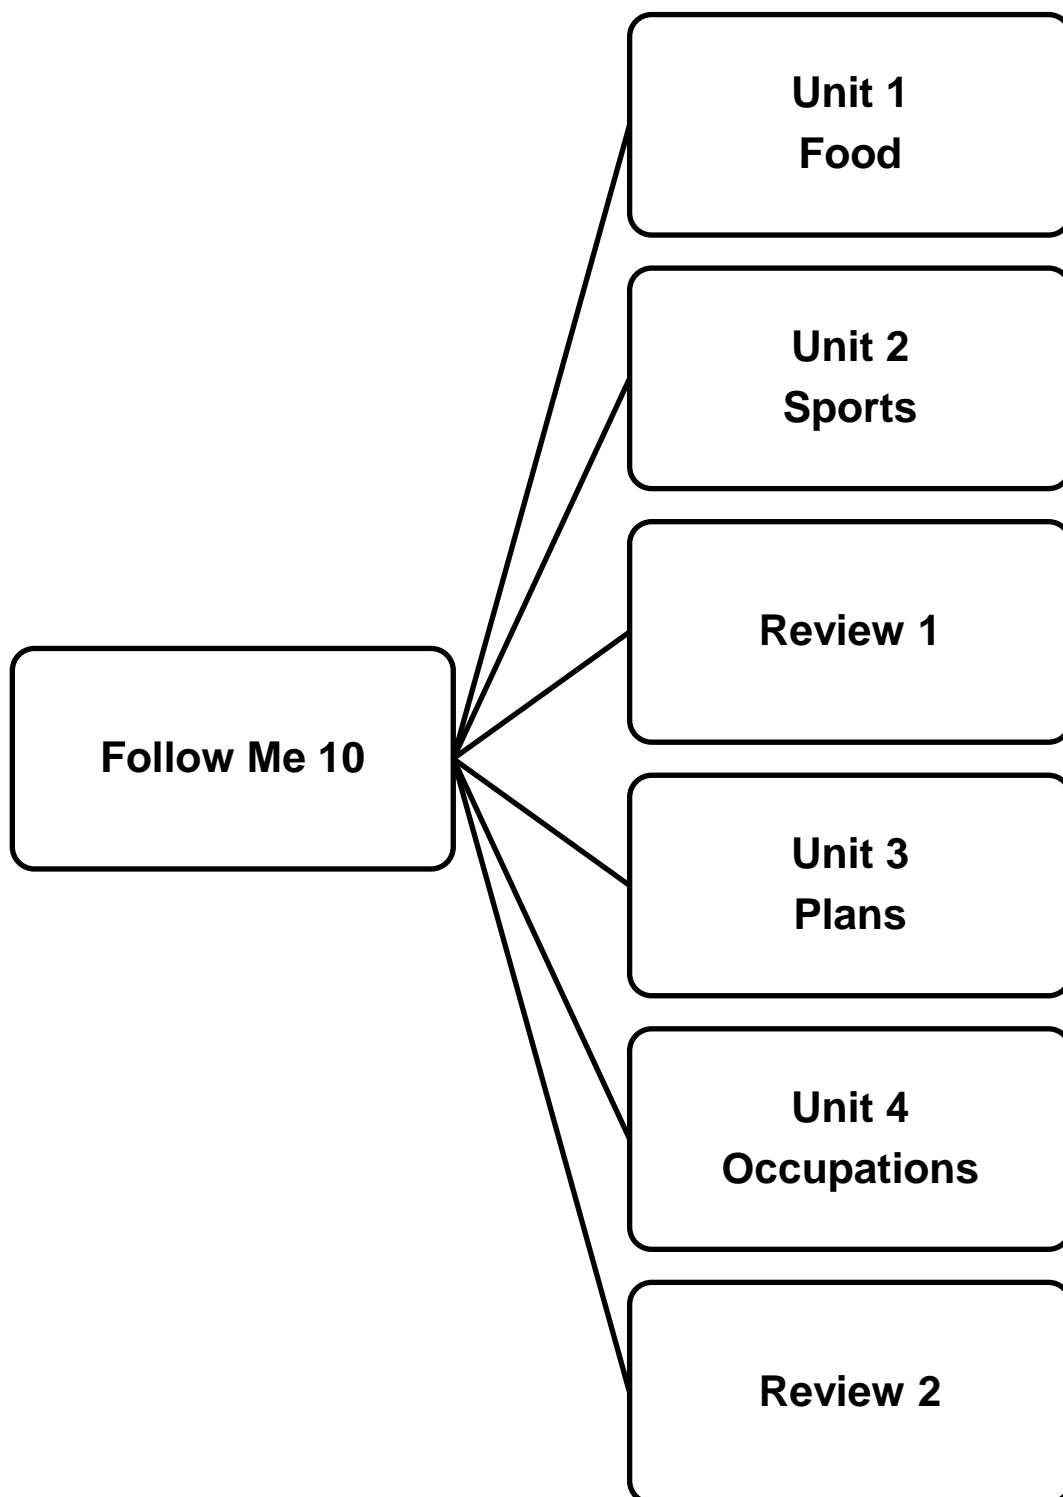 Follow Me 10
Unit 1
Food
Unit 2
Sports
Review 1
Unit 3
Plans
Unit 4
Occupations
Review 2